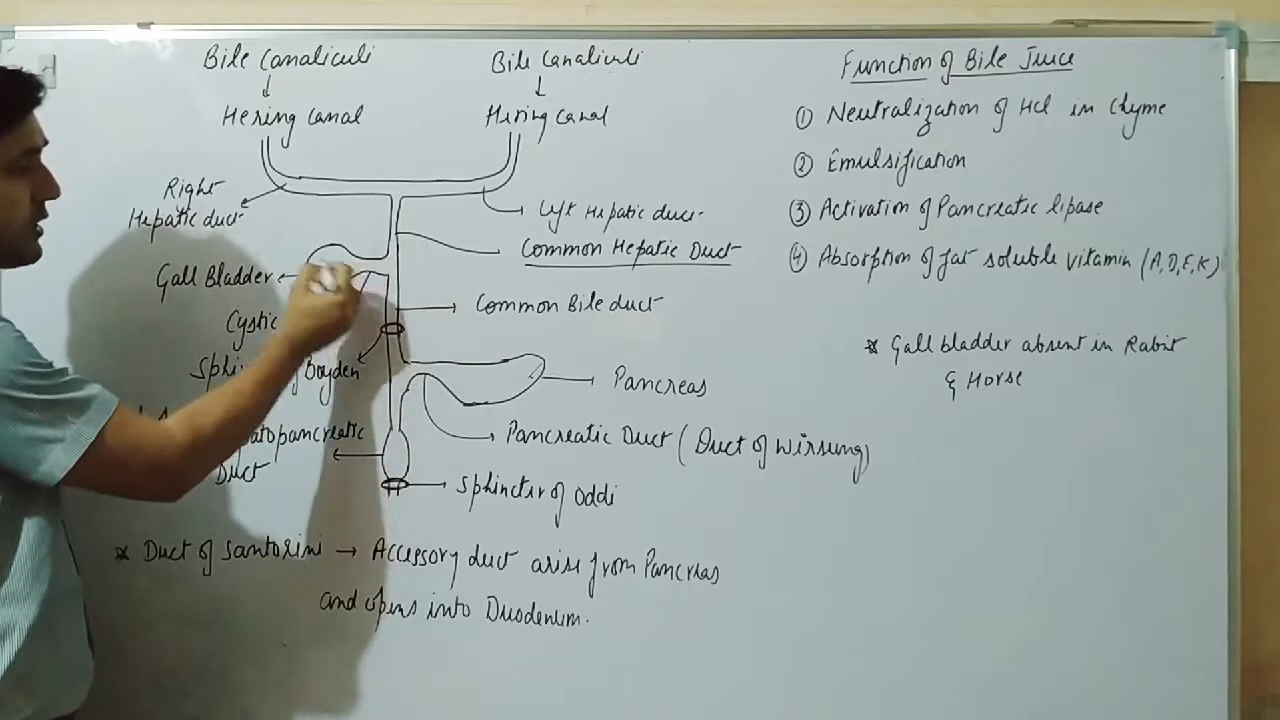 Bile Canaliculi
Bile Canaliculi
Hering Canal
Hiring Canal
Right
Hepatic duct
Left Hepatic duct
Common Hepatic Duct
Gall Bladder
Common Bile duct
Cystic
Boyden
Pancreas
Pancreatic Duct (Duct of Wirsung)
Duct
Sphincter of Oddi
* Duct of Santorini → Accessory duct arise from Pancreas
and opens into Duodenum.
Function of Bile Juice
① Neutralization of Hcl in Chyme
② Emulsification
③ Activation of Pancreatic lipase
④ Absorption of fat soluble vitamin (A,D,E,K)
* Gall bladder absent in Rabit
& Horse